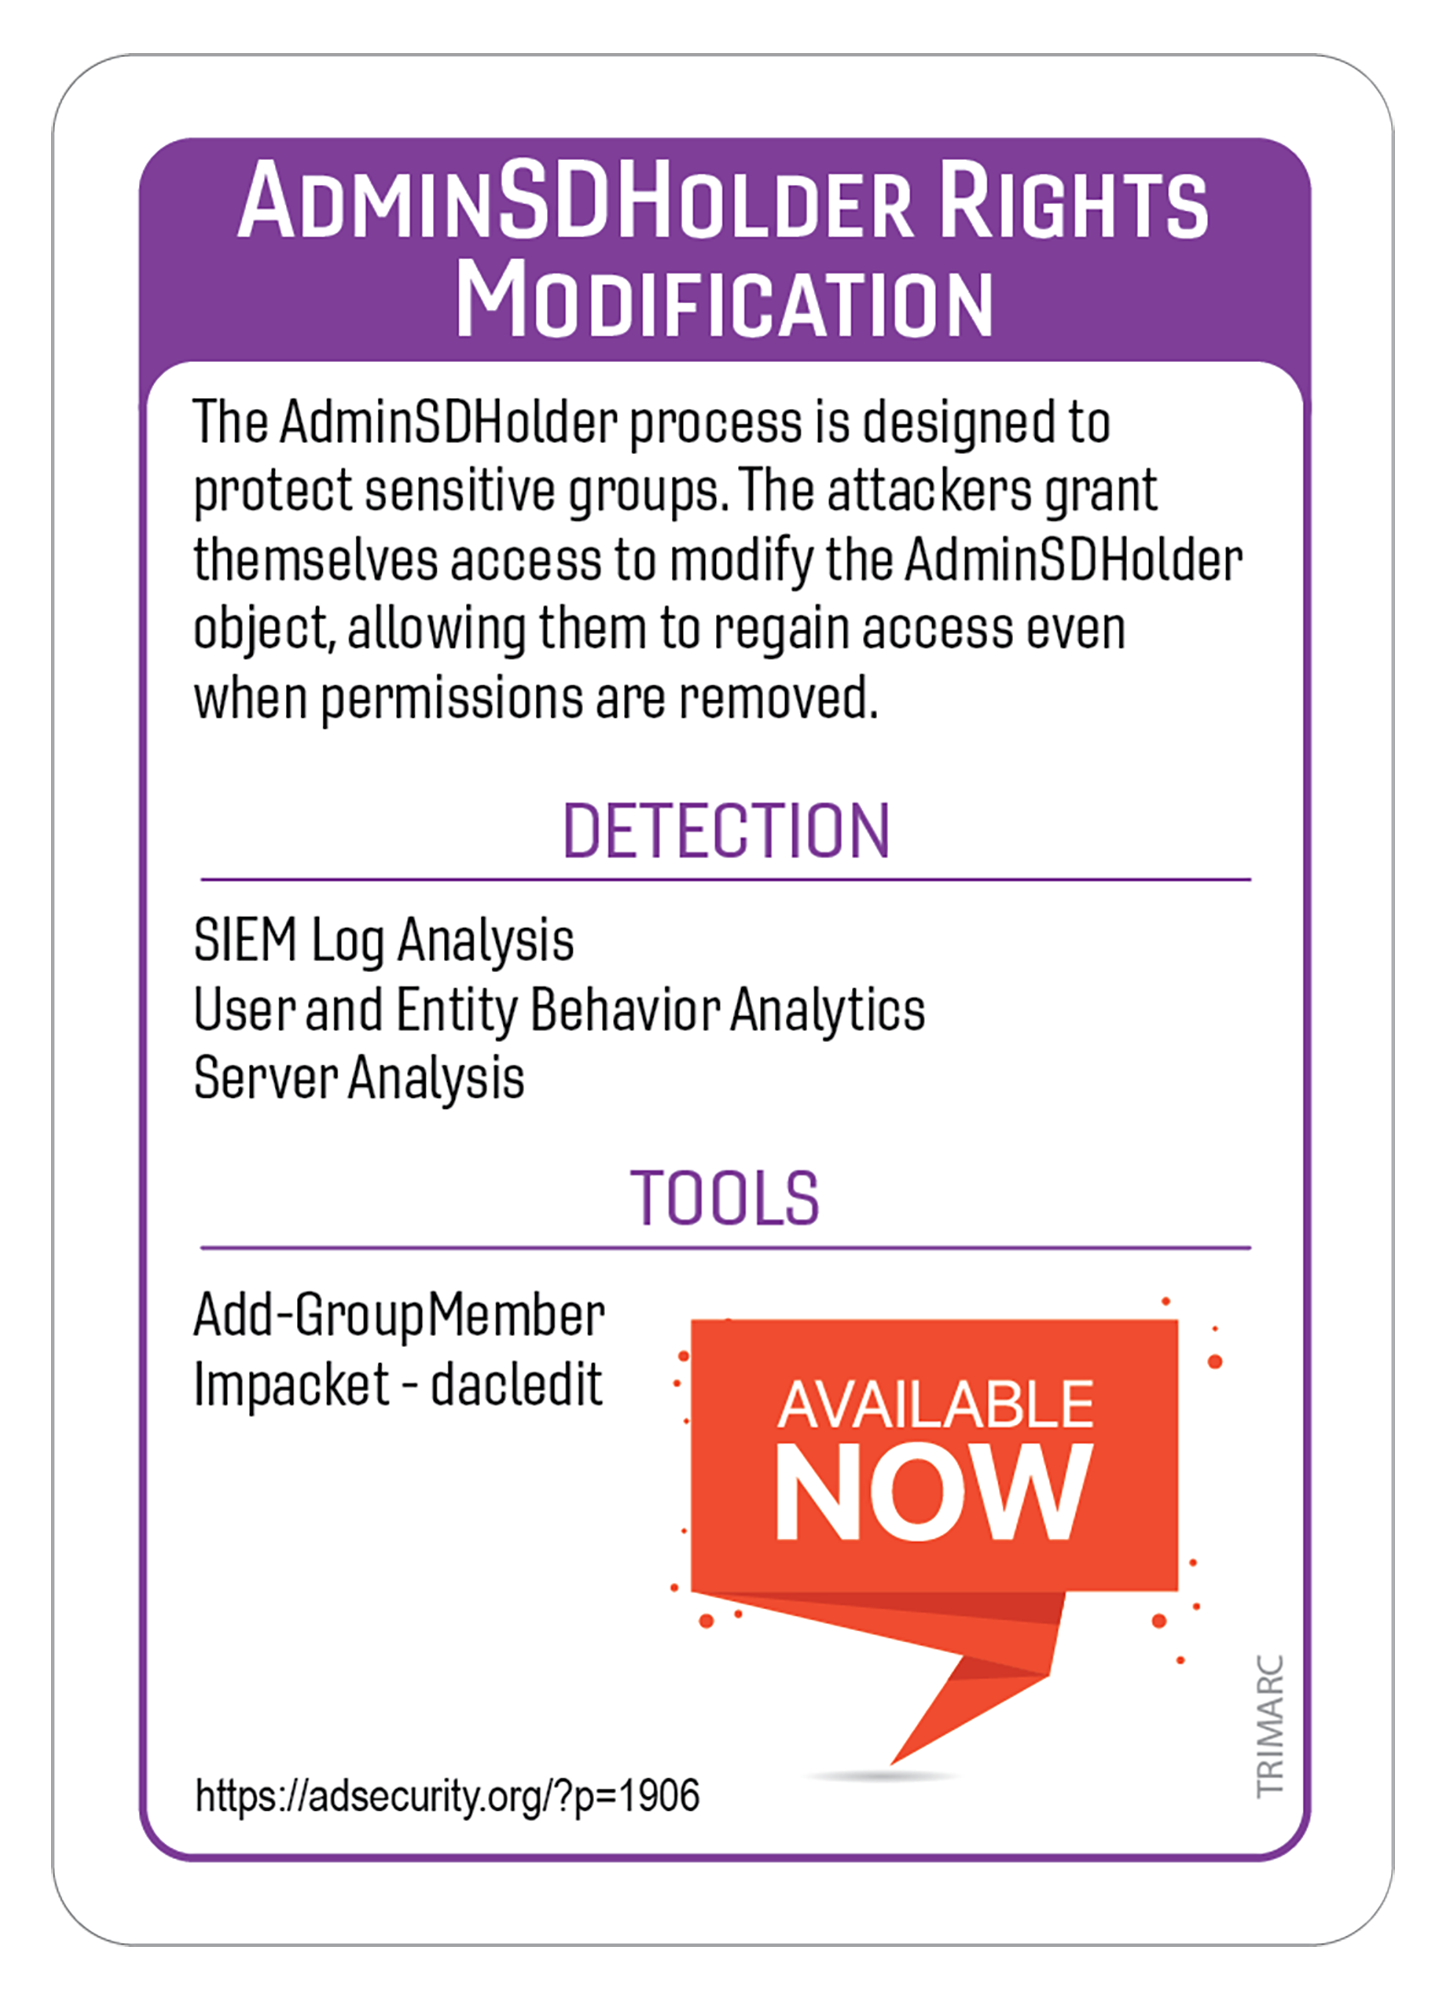 AdminSDHolder Rights
Modification
The AdminSDHolder process is designed to
protect sensitive groups. The attackers grant
themselves access to modify the AdminSDHolder
object, allowing them to regain access even
when permissions are removed.
DETECTION
SIEM Log Analysis
User and Entity Behavior Analytics
Server Analysis
TOOLS
Add-GroupMember
Impacket - dacledit
AVAILABLE
NOW
TRIMARC
https://adsecurity.org/?p=1906